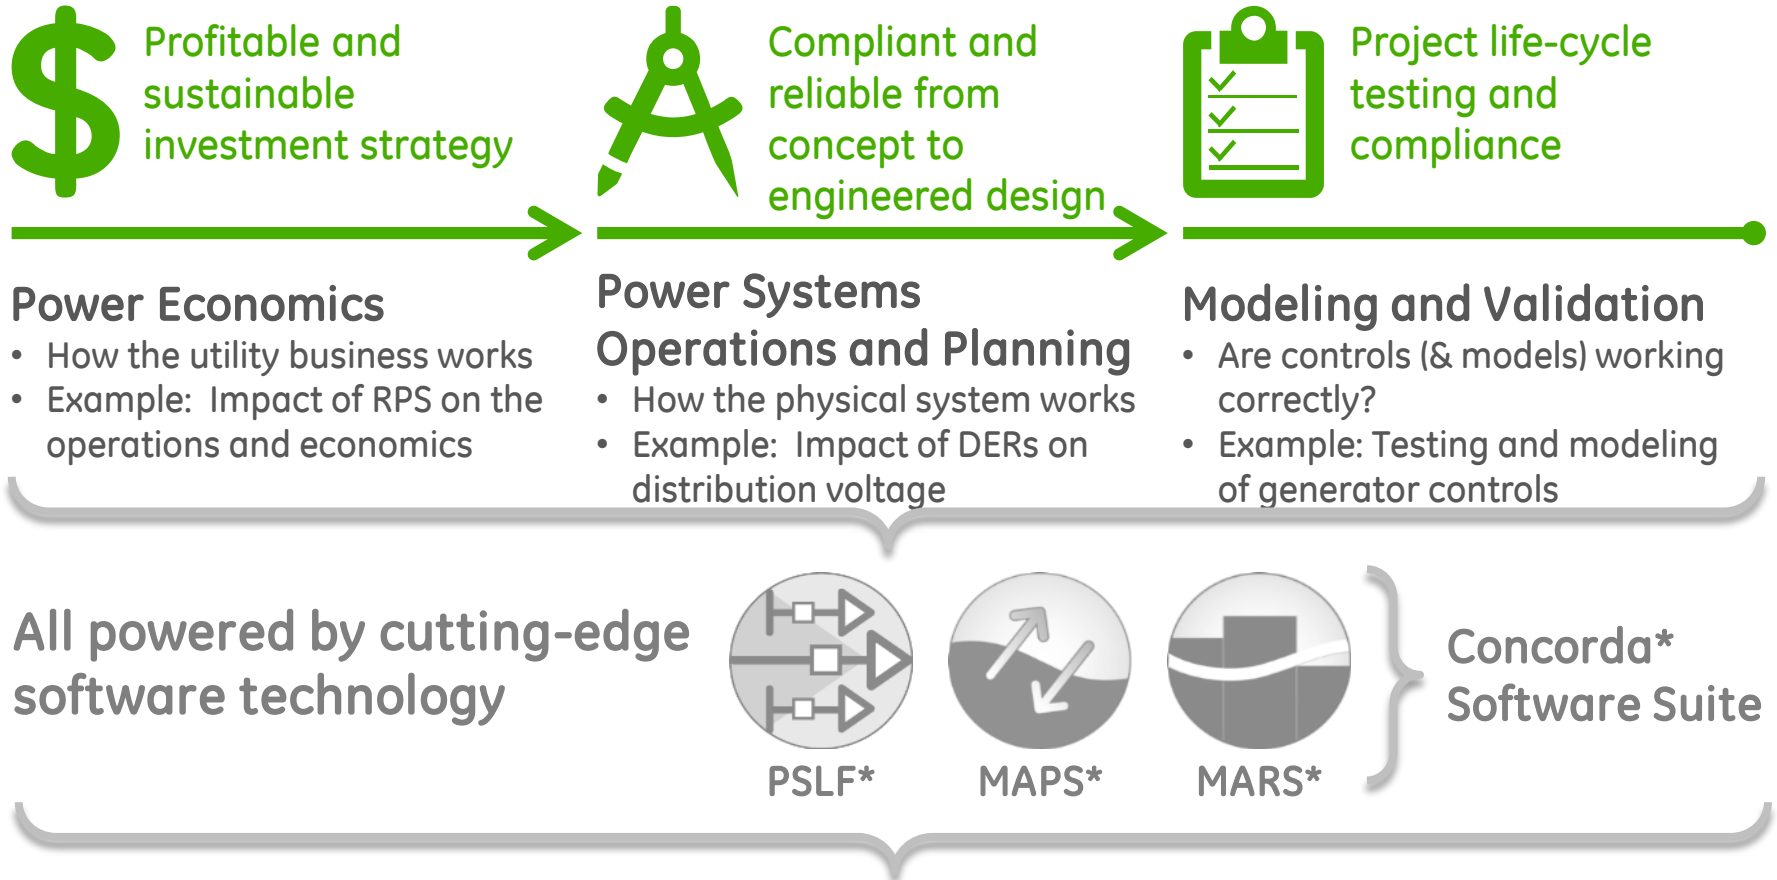 Profitable and
sustainable
investment strategy
Compliant and
reliable from
concept to
engineered design
Project life-cycle
testing and
compliance
Power Economics
• How the utility business works
• Example:  Impact of RPS on the
operations and economics
Power Systems
Operations and Planning
• How the physical system works
• Example:  Impact of DERs on
distribution voltage
Modeling and Validation
• Are controls (& models) working
correctly?
• Example: Testing and modeling
of generator controls
All powered by cutting-edge
software technology
PSLF*
MAPS*
MARS*
Concorda*
Software Suite